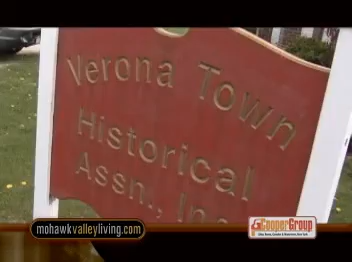 Verona Town
Historical
Assn., Inc.
mohawkvalleyliving.com
CooperGroup